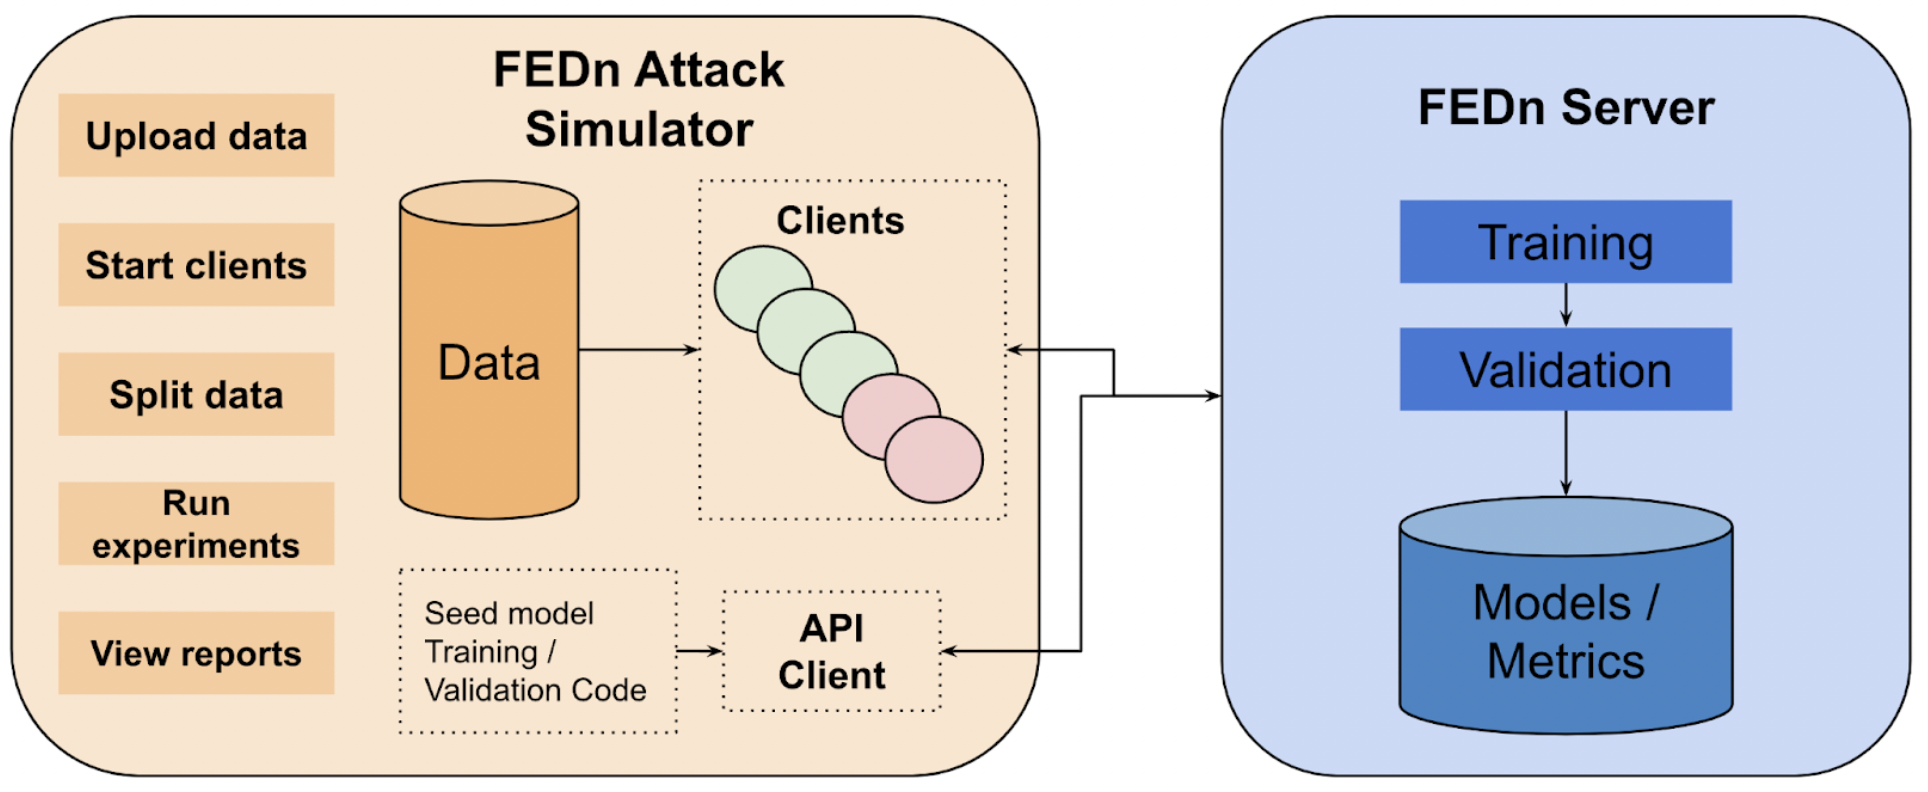 FEDn Attack
Simulator
Upload data
Start clients
Split data
Run
experiments
View reports
Data
Clients
Seed model
Training /
Validation Code
API
Client
FEDn Server
Training
Validation
Models /
Metrics